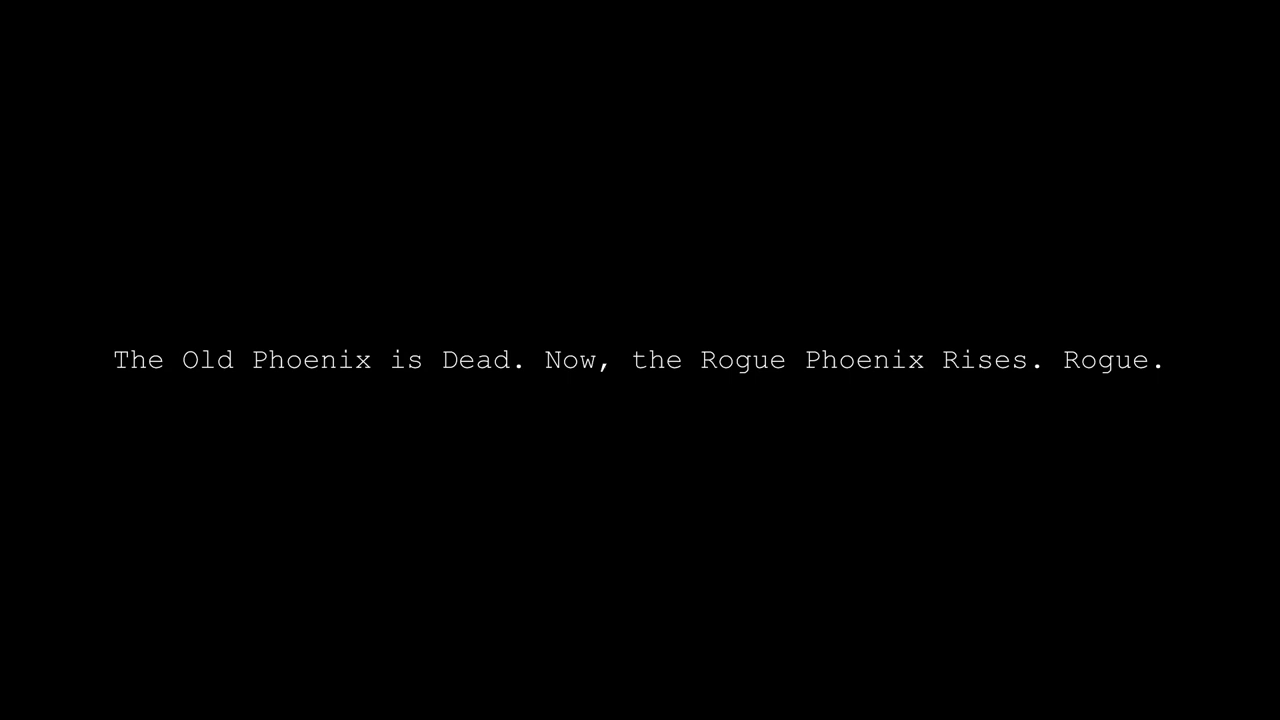 The Old Phoenix is Dead. Now, the Rogue Phoenix Rises. Rogue.